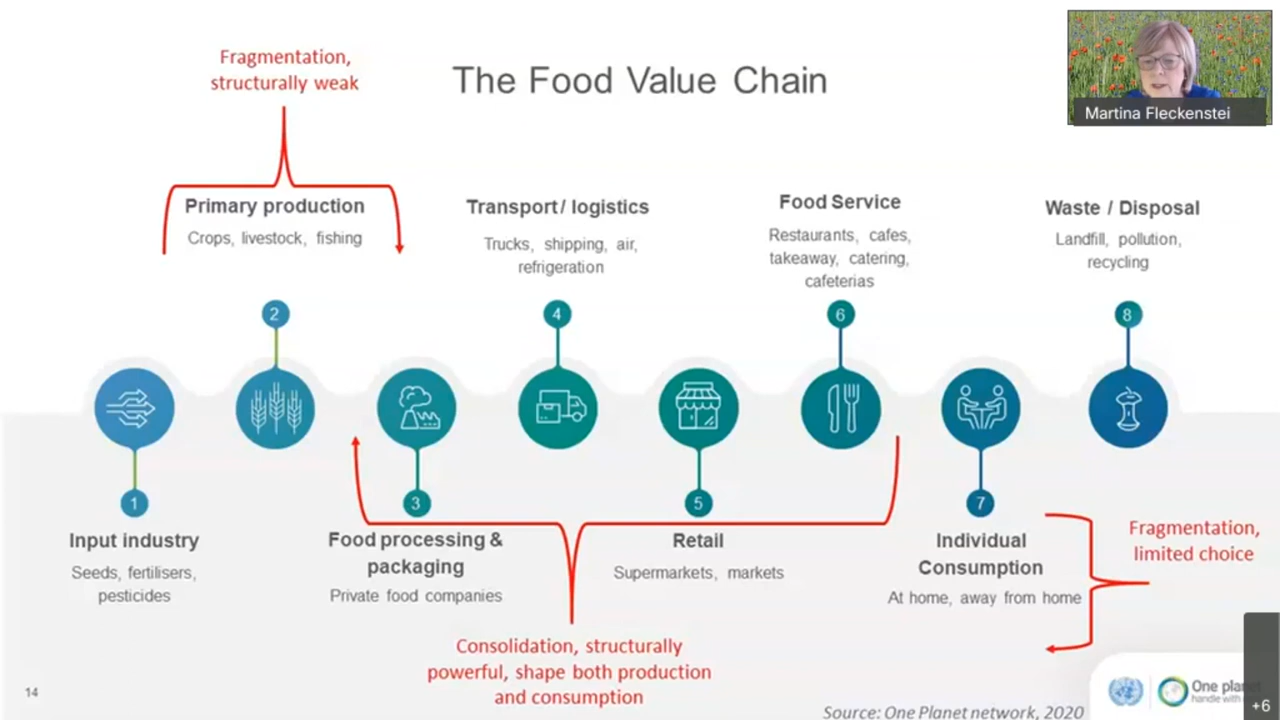 Fragmentation,
structurally weak
The Food Value Chain
Martina Fleckenstei
Primary production
Crops, livestock, fishing
Transport / logistics
Trucks, shipping, air,
refrigeration
Food Service
Restaurants, cafes,
takeaway, catering,
cafeterias
Waste / Disposal
Landfill, pollution,
recycling
2
4
6
8
1
3
5
7
Input industry
Seeds, fertilisers,
pesticides
Food processing &
packaging
Private food companies
Retail
Supermarkets, markets
Individual
Consumption
At home, away from home
Fragmentation,
limited choice
Consolidation, structurally
powerful, shape both production
and consumption
14
One
handle with
+6
Source: One Planet network, 2020